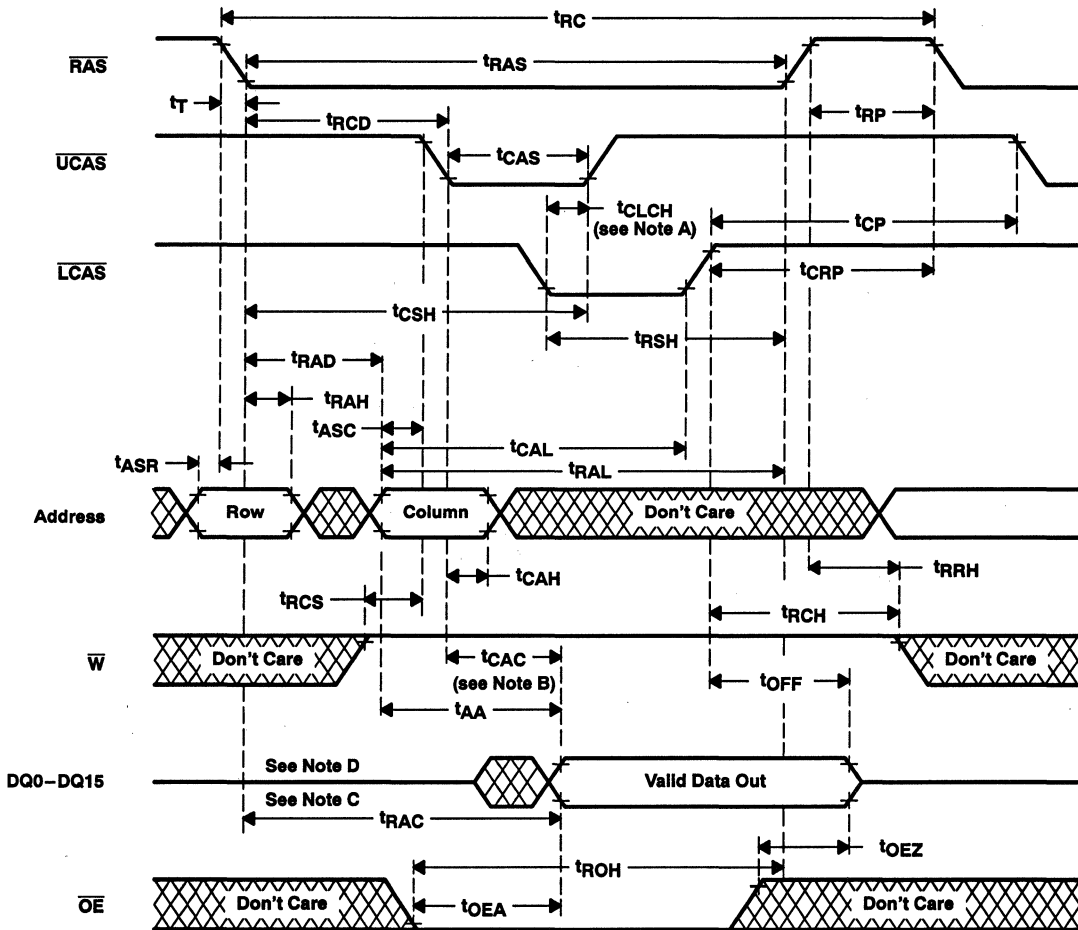 tRC
RAS
tRAS
tT
tRP
tRCD
UCAS
tCAS
tCLCH
(see Note A)
tCP
LCAS
tCRP
tCSH
tRSH
tRAD
tRAH
tASC
tCAL
tASR
tRAL
Address
Row
Column
Don't Care
tCAH
tRRH
tRCS
tRCH
W
Don't Care
tCAC
(see Note B)
Don't Care
tOFF
tAA
DQ0–DQ15
See Note D
See Note C
Valid Data Out
tRAC
tOEZ
tROH
OE
Don't Care
tOEA
Don't Care